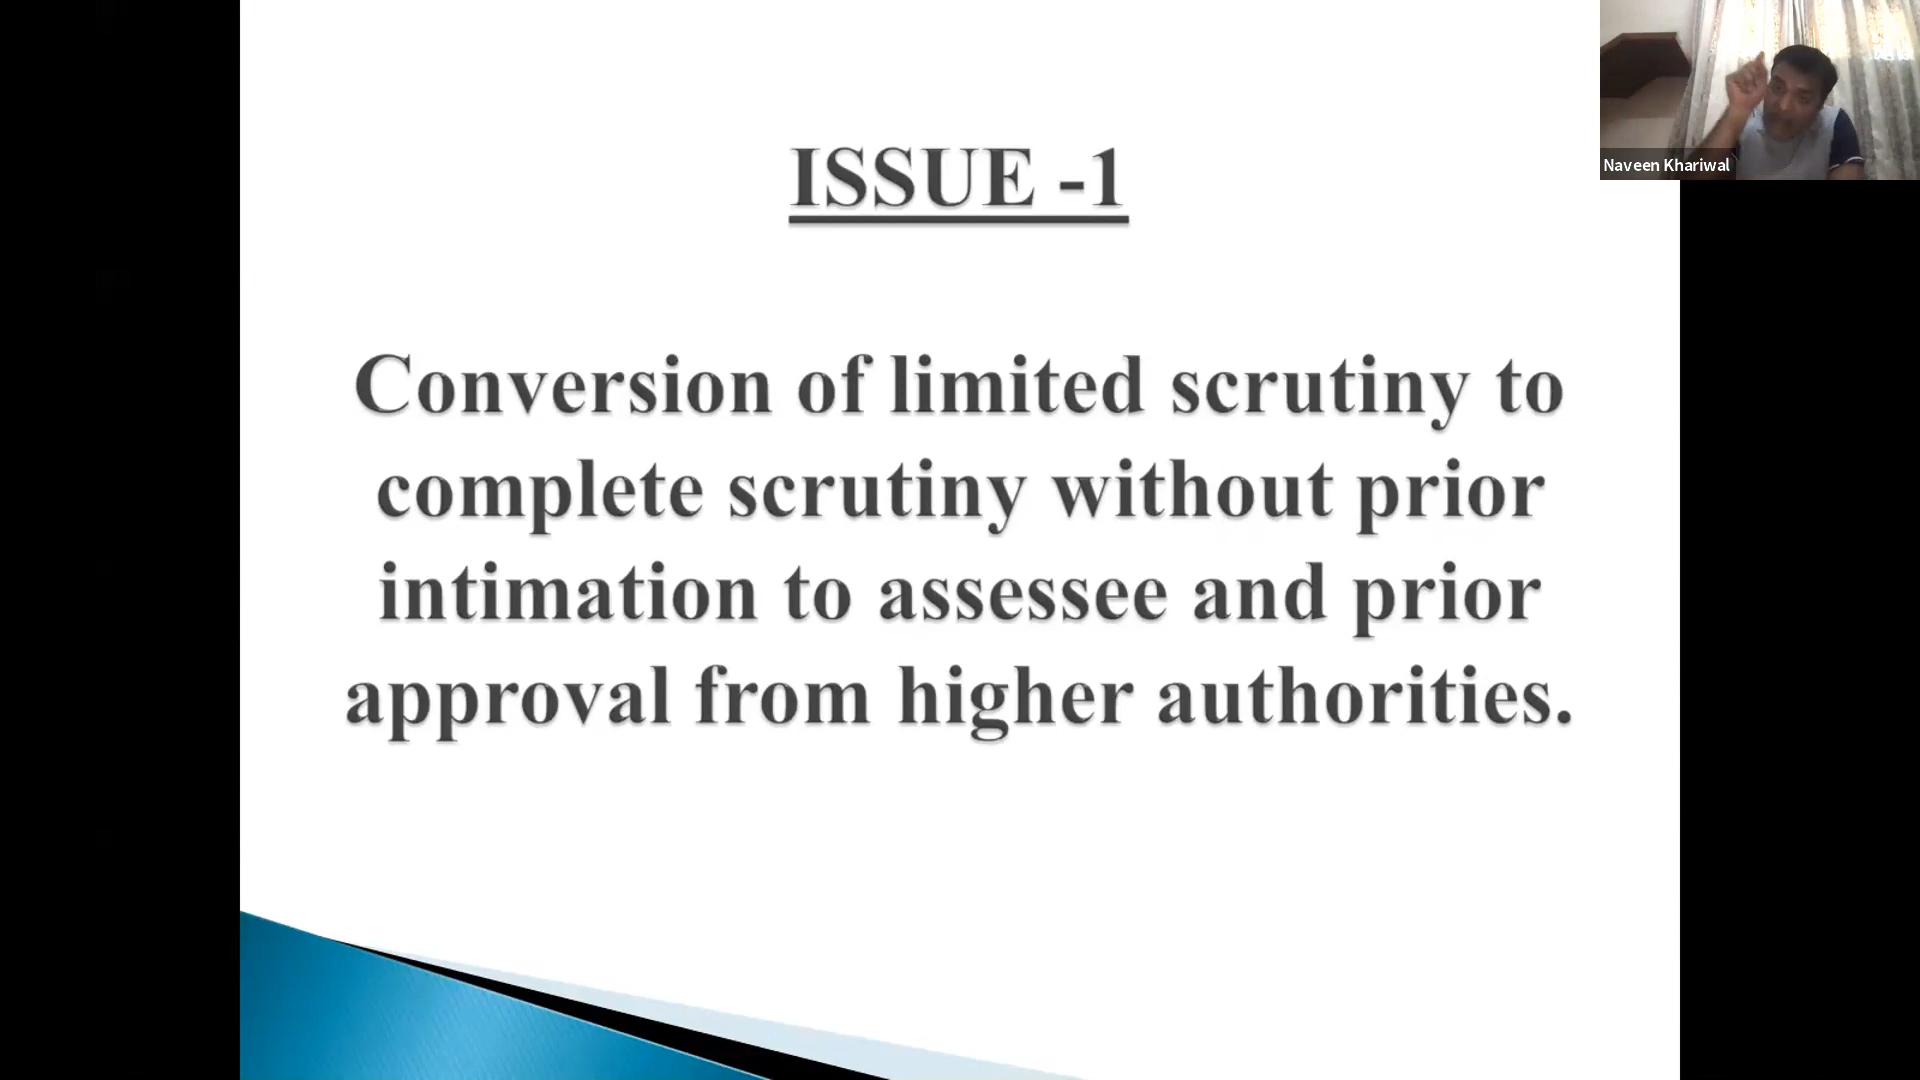 ISSUE -1
Conversion of limited scrutiny to
complete scrutiny without prior
intimation to assessee and prior
approval from higher authorities.
Naveen Khariwal